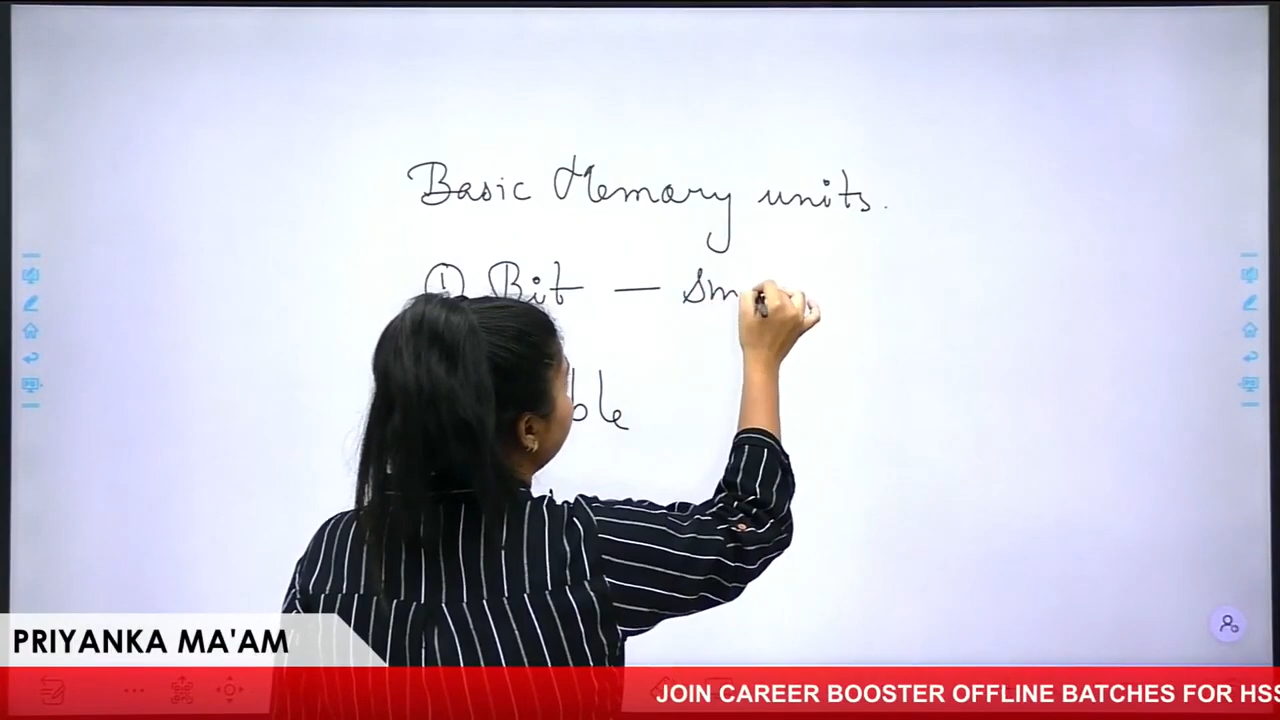 Basic Memory units.
① Bit — Sm
ble
PRIYANKA MA'AM
JOIN CAREER BOOSTER OFFLINE BATCHES FOR HSS